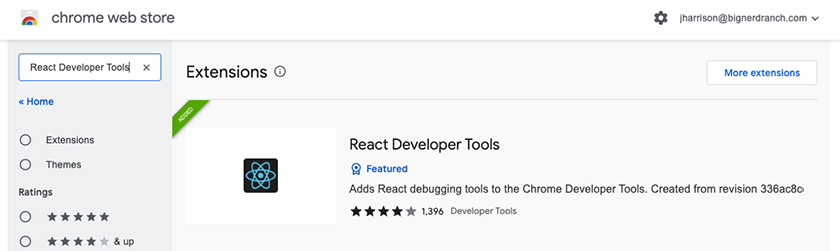 chrome web store
jharrison@bignerdranch.com
React Developer Tools
Extensions
More extensions
« Home
ADDED
Extensions
Themes
React Developer Tools
Featured
Adds React debugging tools to the Chrome Developer Tools. Created from revision 336ac8c
1,396 Developer Tools
Ratings
& up